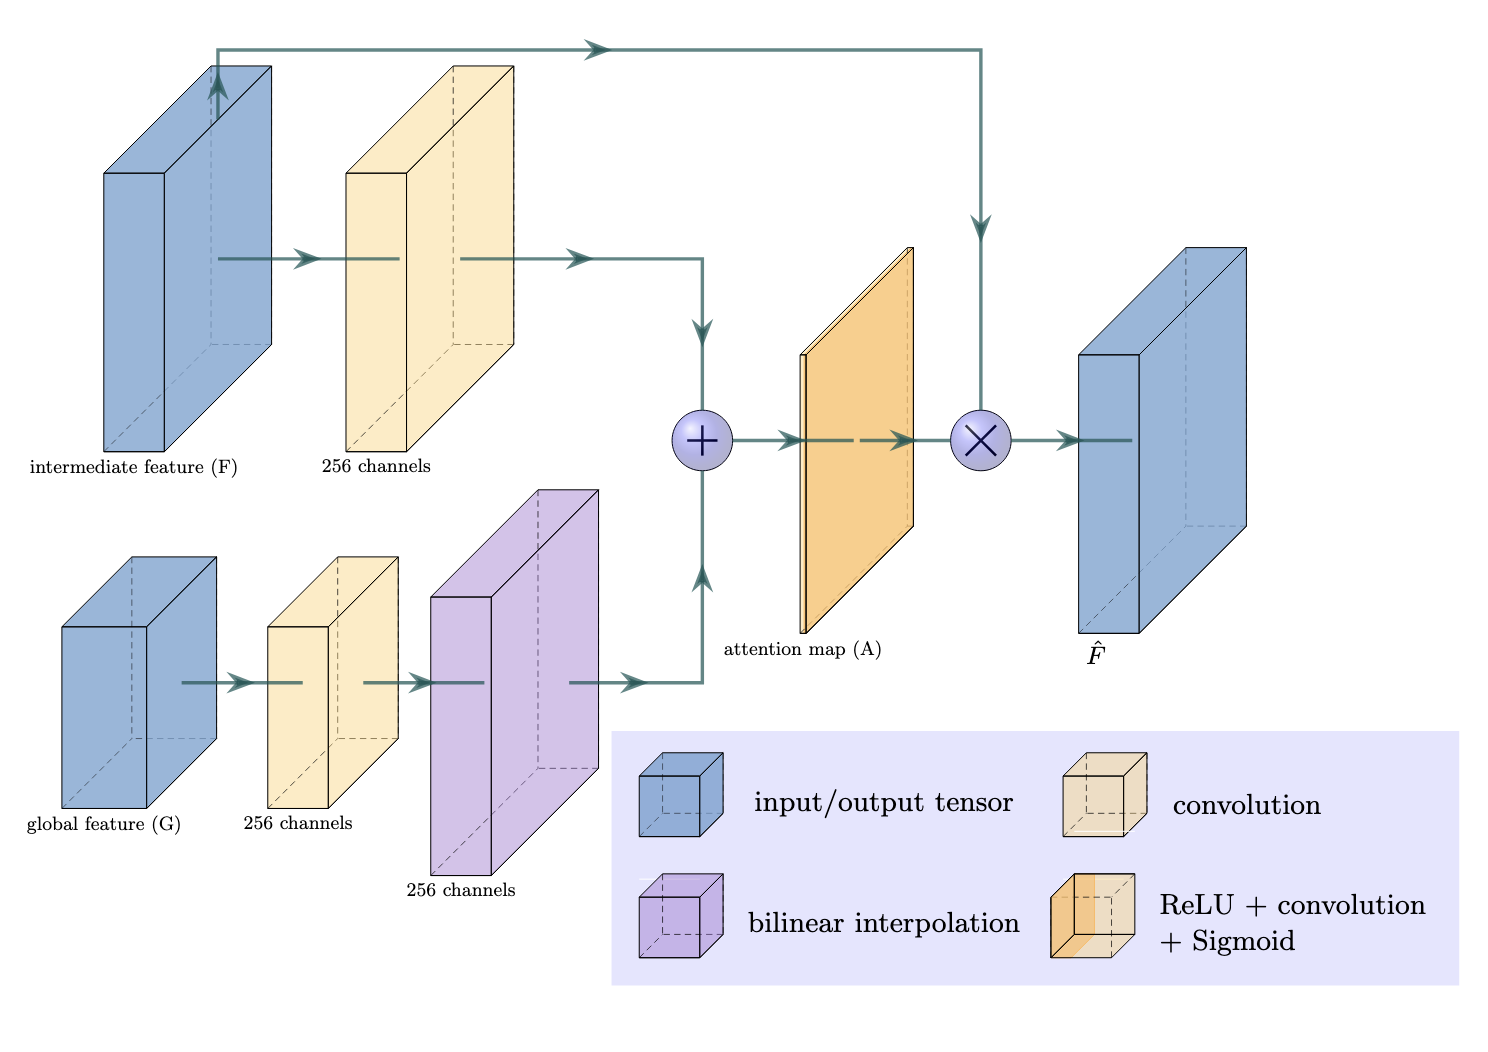 intermediate feature (F)
256 channels
attention map (A)
F̂
global feature (G)
256 channels
256 channels
input/output tensor
convolution
bilinear interpolation
ReLU + convolution
+ Sigmoid